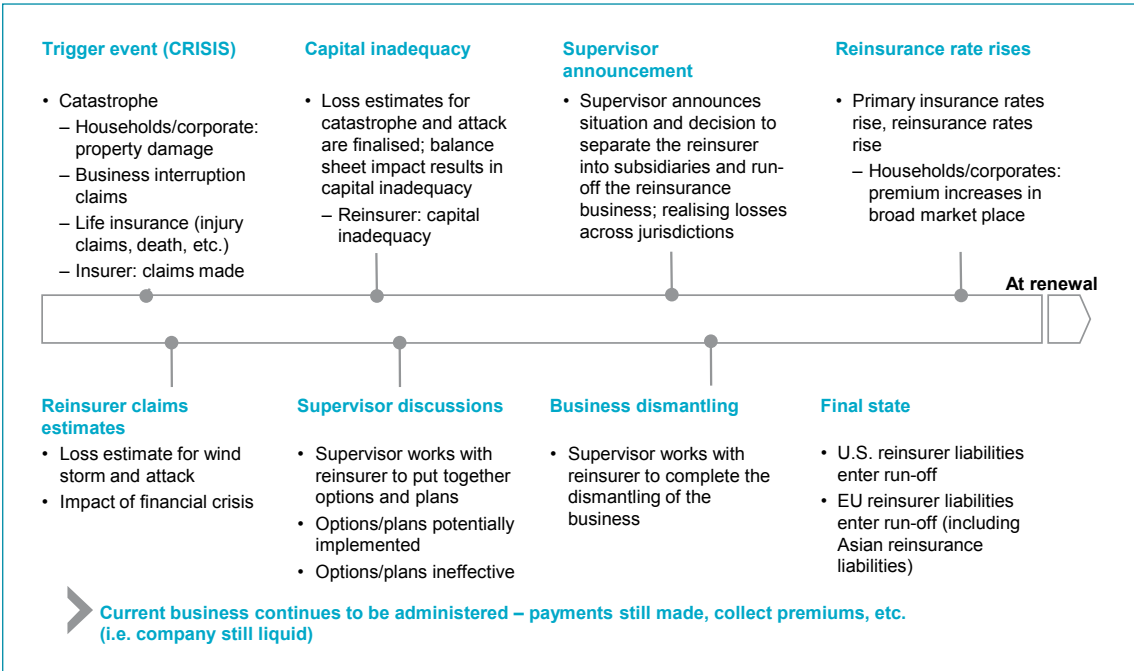 Trigger event (CRISIS)
• Catastrophe
– Households/corporate:
property damage
– Business interruption
claims
– Life insurance (injury
claims, death, etc.)
– Insurer: claims made
Capital inadequacy
• Loss estimates for
catastrophe and attack
are finalised; balance
sheet impact results in
capital inadequacy
– Reinsurer: capital
inadequacy
Supervisor
announcement
• Supervisor announces
situation and decision to
separate the reinsurer
into subsidiaries and run-
off the reinsurance
business; realising losses
across jurisdictions
Reinsurance rate rises
• Primary insurance rates
rise, reinsurance rates
rise
– Households/corporates:
premium increases in
broad market place
At renewal
Reinsurer claims
estimates
• Loss estimate for wind
storm and attack
• Impact of financial crisis
Supervisor discussions
• Supervisor works with
reinsurer to put together
options and plans
• Options/plans potentially
implemented
• Options/plans ineffective
Business dismantling
• Supervisor works with
reinsurer to complete the
dismantling of the
business
Final state
• U.S. reinsurer liabilities
enter run-off
• EU reinsurer liabilities
enter run-off (including
Asian reinsurance
liabilities)
Current business continues to be administered – payments still made, collect premiums, etc.
(i.e. company still liquid)